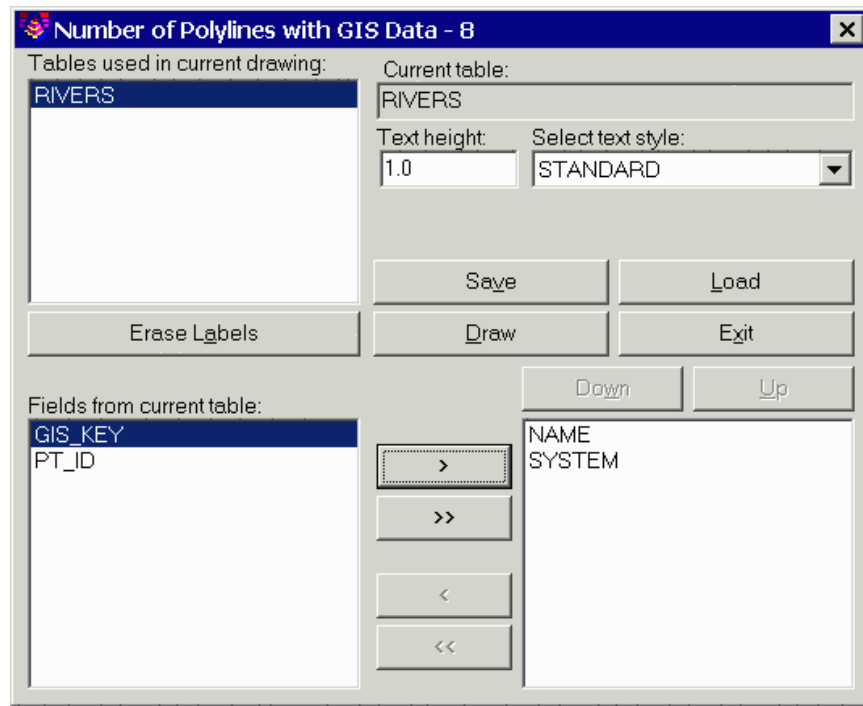 Number of Polylines with GIS Data - 8
Tables used in current drawing:
RIVERS
Current table:
RIVERS
Text height:
Select text style:
1.0
STANDARD
Save
Load
Erase Labels
Draw
Exit
Down
Up
Fields from current table:
GIS_KEY
PT_ID
>
>>
<
<<
NAME
SYSTEM